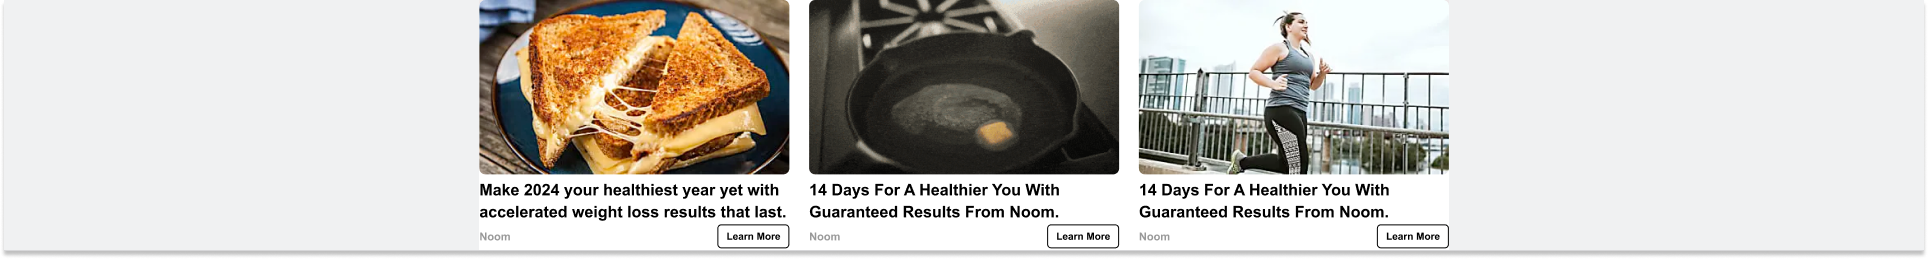 Make 2024 your healthiest year yet with
accelerated weight loss results that last.
Noom
Learn More
14 Days For A Healthier You With
Guaranteed Results From Noom.
Noom
Learn More
14 Days For A Healthier You With
Guaranteed Results From Noom.
Noom
Learn More